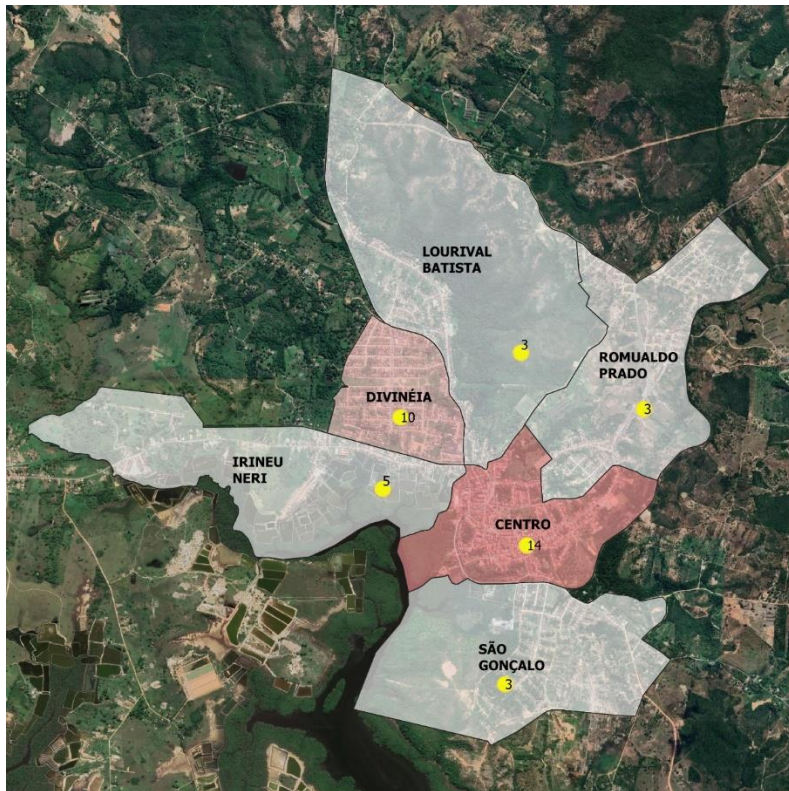 LOURIVAL
BATISTA
3
ROMUALDO
PRADO
3
DIVINÉIA
10
IRINEU
NERI
5
CENTRO
14
SÃO
GONÇALO
3